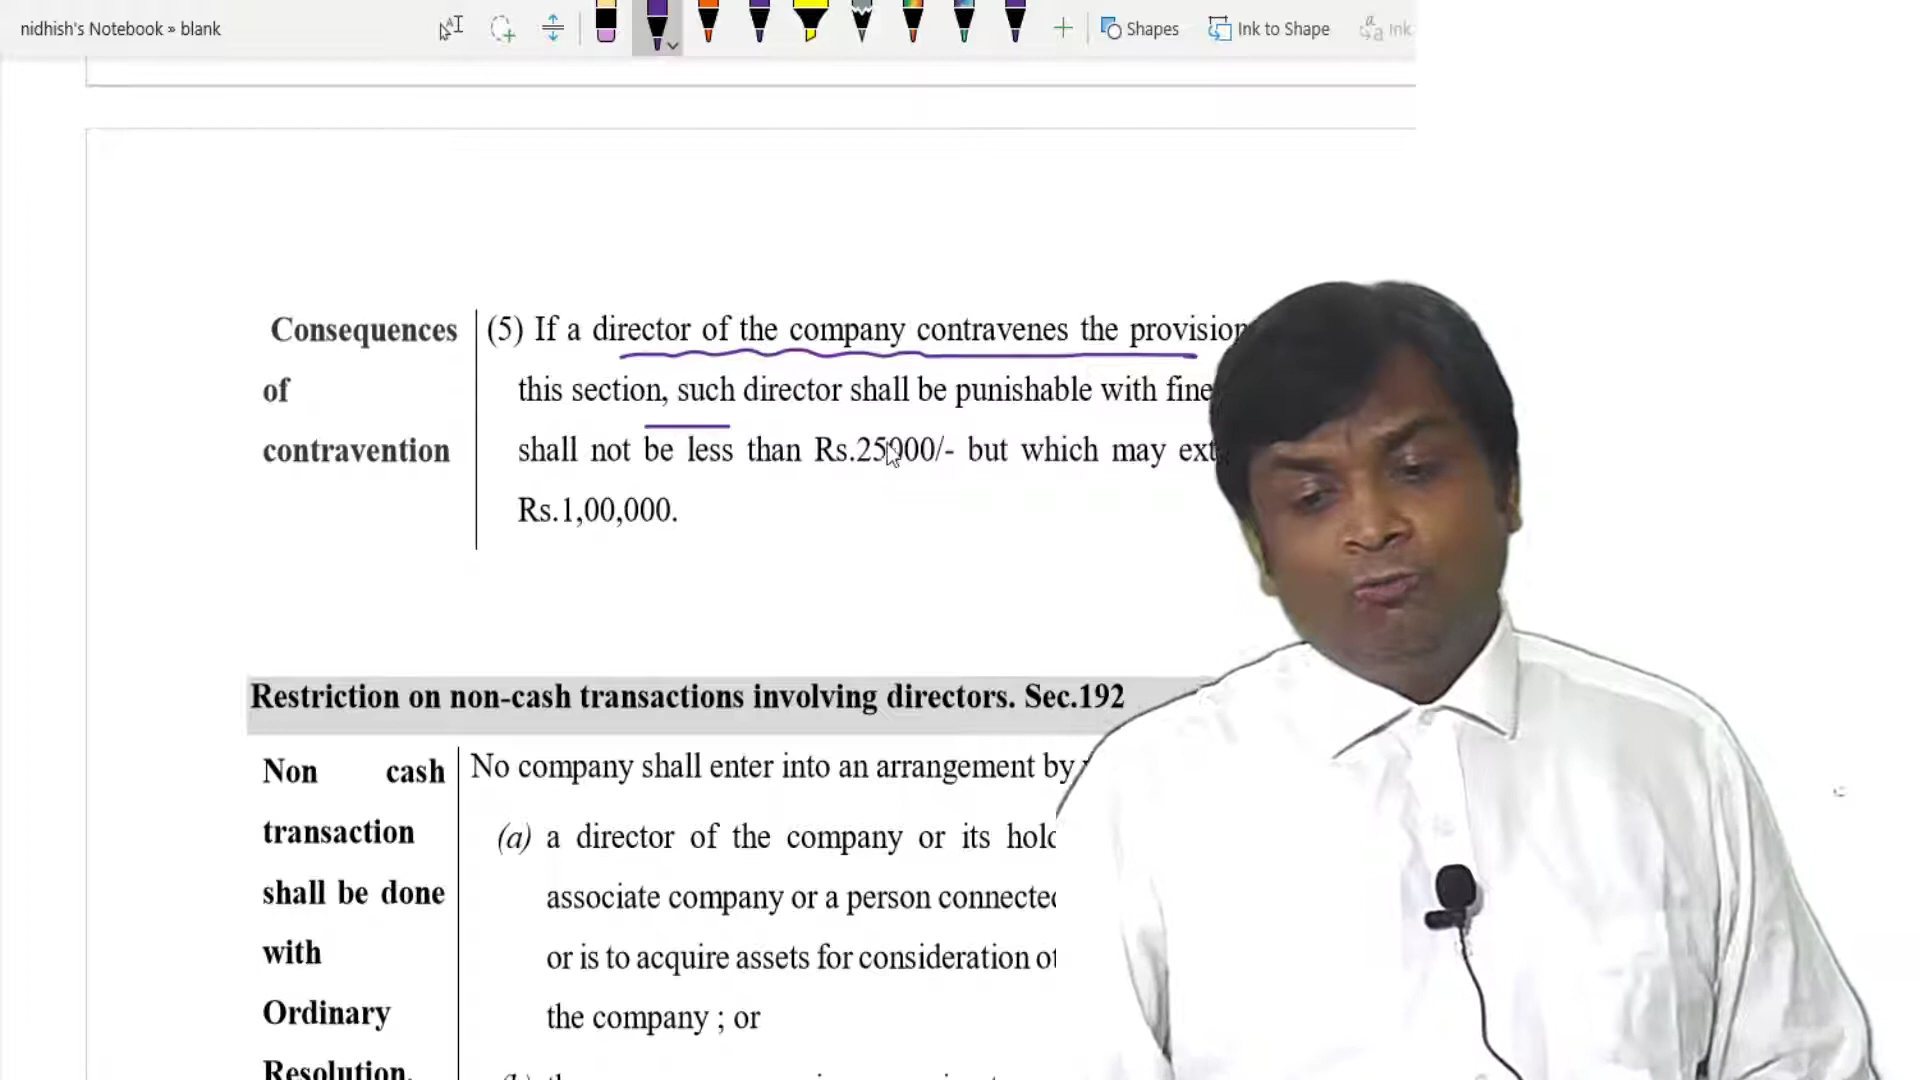 nidhish's Notebook » blank
Shapes
Ink to Shape
Ink
Consequences of contravention
(5) If a director of the company contravenes the provision
this section, such director shall be punishable with fine
shall not be less than Rs.25000/- but which may ext
Rs.1,00,000.
Restriction on non-cash transactions involving directors. Sec.192
Non cash
transaction
shall be done
with
Ordinary
Resolution.
No company shall enter into an arrangement by
(a) a director of the company or its hold
associate company or a person connected
or is to acquire assets for consideration
the company ; or